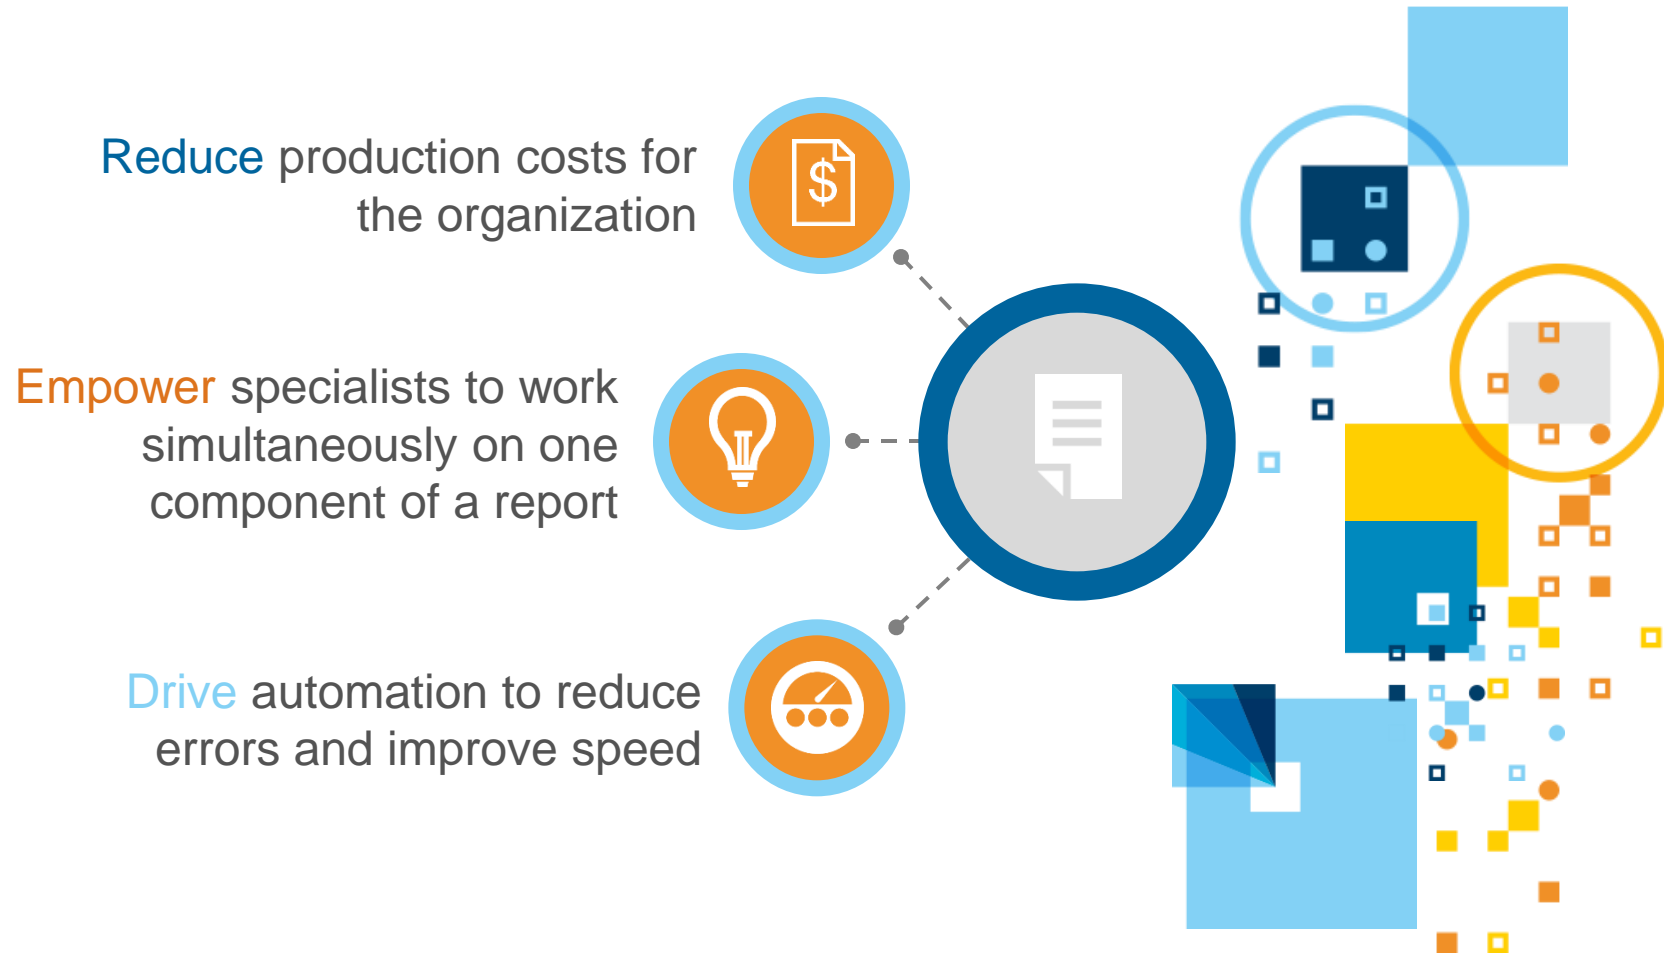 Reduce production costs for
the organization
$
Empower specialists to work
simultaneously on one
component of a report
Drive automation to reduce
errors and improve speed